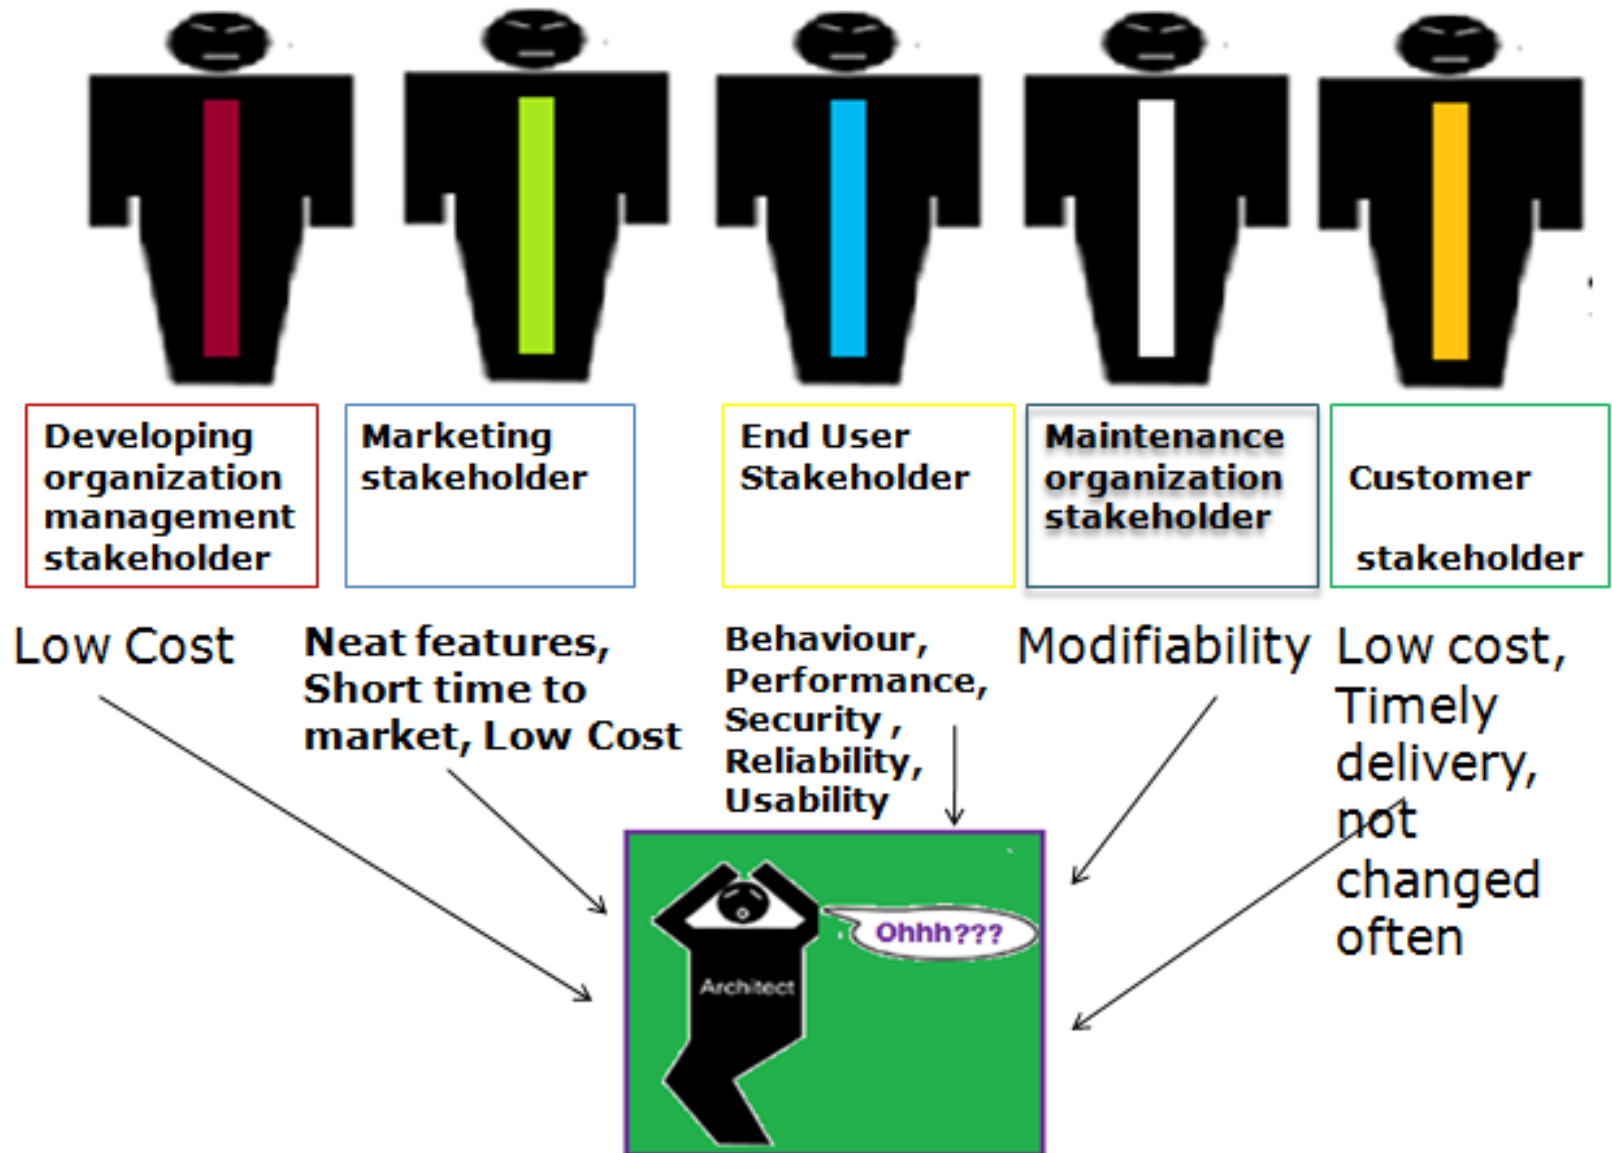 Developing
organization
management
stakeholder
Marketing
stakeholder
End User
Stakeholder
Maintenance
organization
stakeholder
Customer
stakeholder
Low Cost
Neat features,
Short time to
market, Low Cost
Behaviour,
Performance,
Security ,
Reliability,
Usability
Modifiability
Low cost,
Timely
delivery,
not
changed
often
Ohhh???
Architect